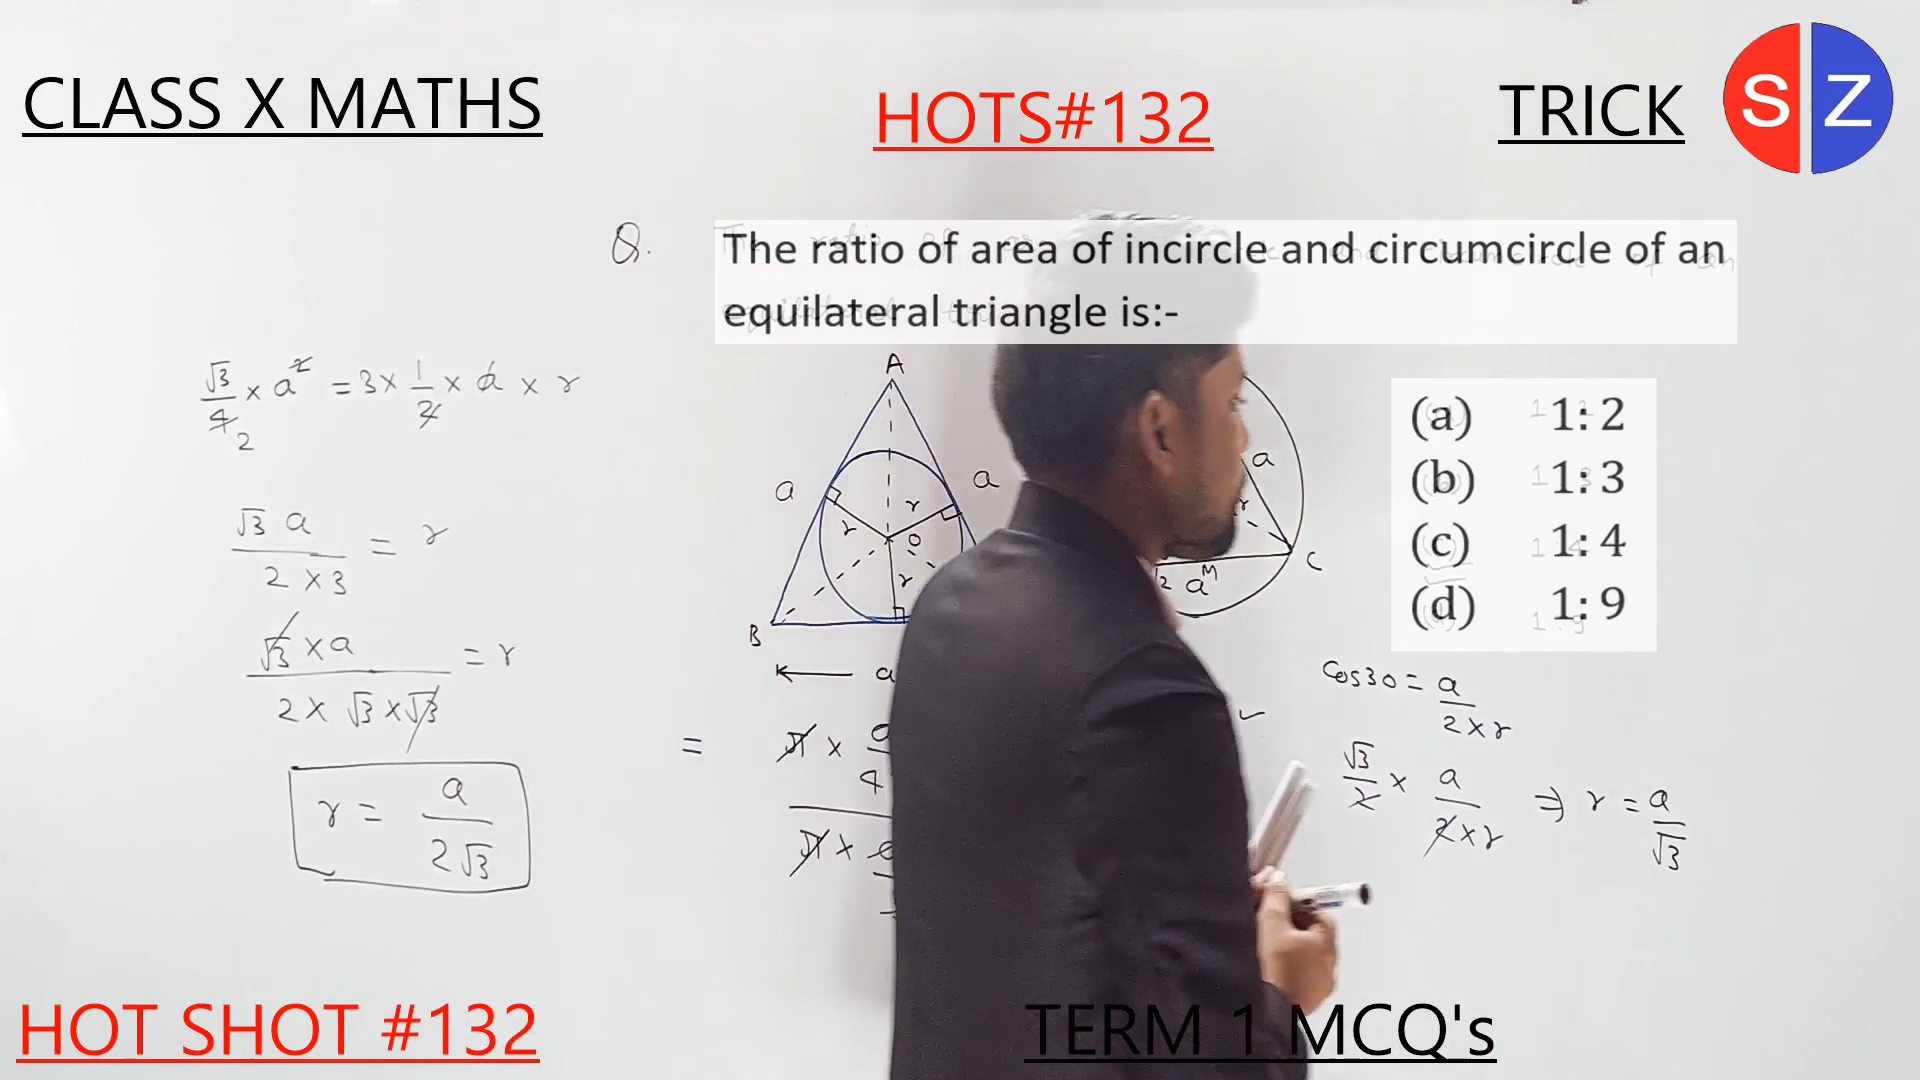 CLASS X MATHS
HOTS#132
TRICK
S Z
Q.
The ratio of area of incircle and circumcircle of an
equilateral triangle is:-
(a) 1:2
(b) 1:3
(c) 1:4
(d) 1:9
√3/4 2 × a² = 3 × 1/2 × a × r
√3 a / 2 × 3 = r
√3 × a / 2 × √3 × √3 = r
r = a / 2√3
A
a
a
r
r
O
r
B
a
a
r
C
M
a
=
π × a / 4
π ×
Cos30 = a / 2×r
√3/2 × a / 2×r ⇒ r = a / √3
HOT SHOT #132
TERM 1 MCQ's